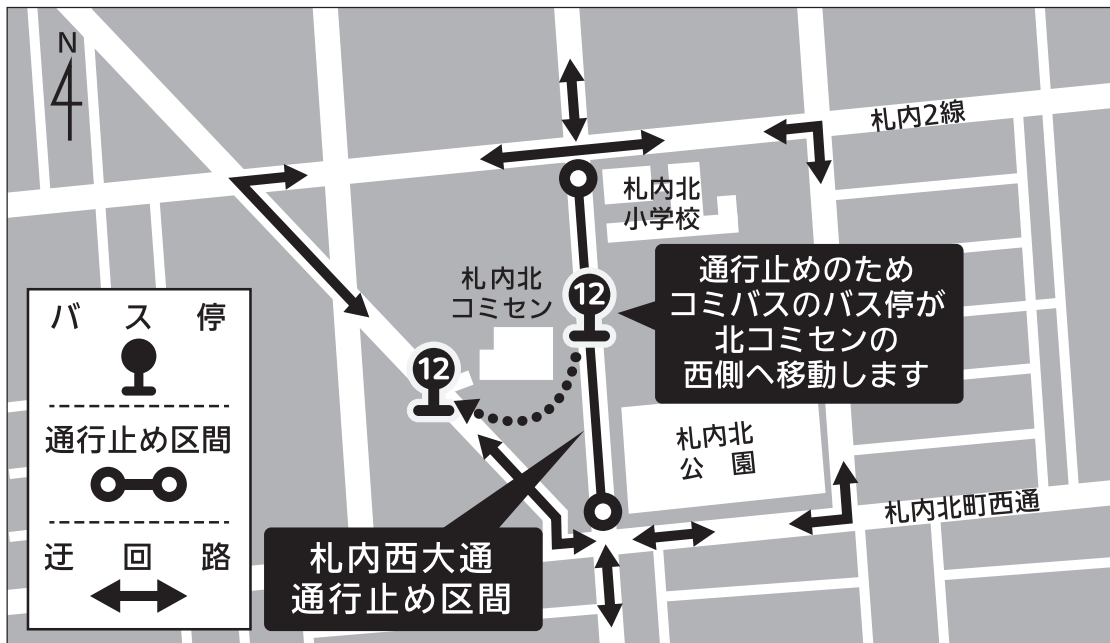 N
札内2線
札内北
小学校
札内北
コミセン
12
12
通行止めのため
コミバスのバス停が
北コミセンの
西側へ移動します
札内北
公園
札内北町西通
札内西大通
通行止め区間
バス停
通行止め区間
迂回路